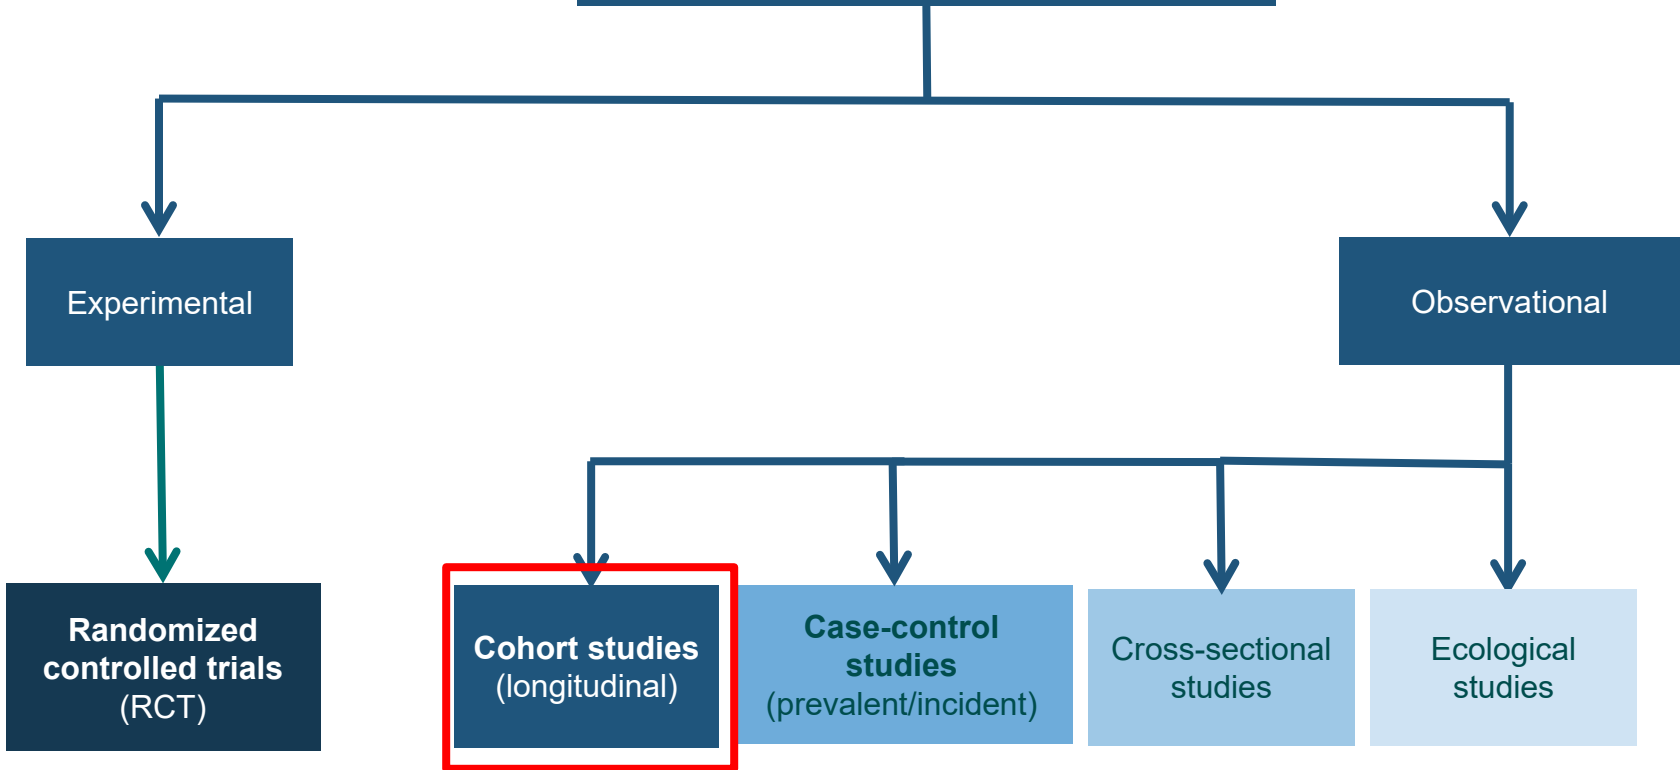 Experimental
Observational
Randomized
controlled trials
(RCT)
Cohort studies
(longitudinal)
Case-control
studies
(prevalent/incident)
Cross-sectional
studies
Ecological
studies